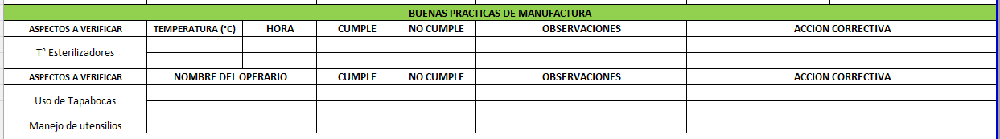 BUENAS PRACTICAS DE MANUFACTURA
ASPECTOS A VERIFICAR TEMPERATURA (°C) HORA CUMPLE NO CUMPLE OBSERVACIONES ACCION CORRECTIVA
T° Esterilizadores
ASPECTOS A VERIFICAR NOMBRE DEL OPERARIO CUMPLE NO CUMPLE OBSERVACIONES ACCION CORRECTIVA
Uso de Tapabocas
Manejo de utensilios